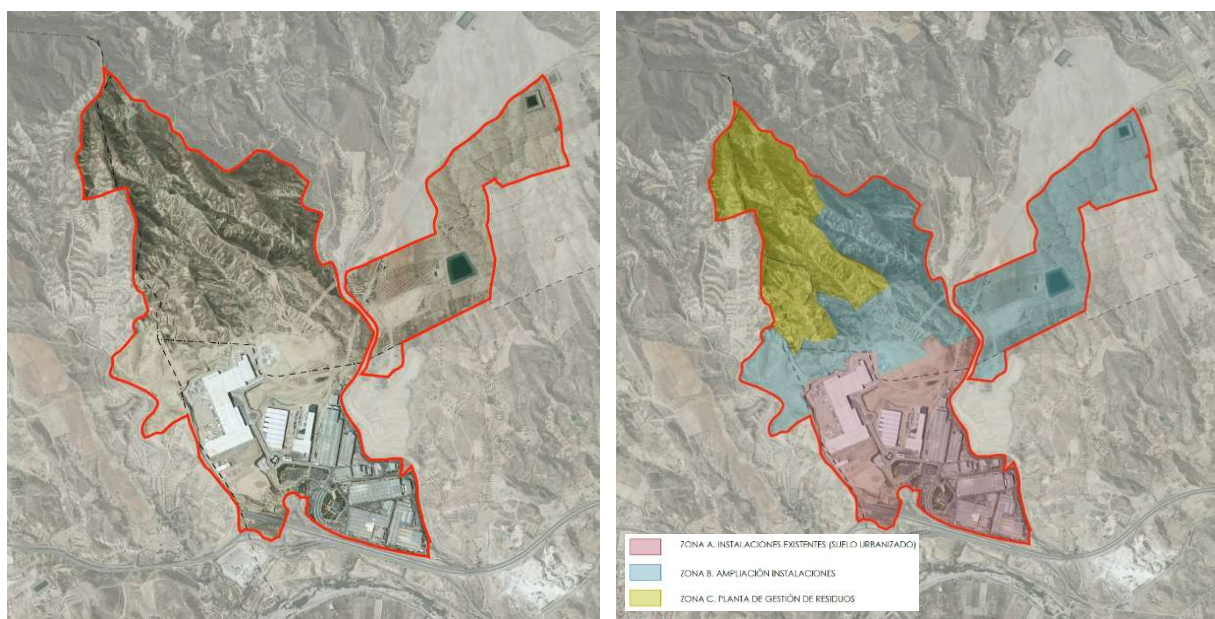 ZONA A. INSTALACIONES EXISTENTES (SUELO URBANIZADO)
ZONA B. AMPLIACIÓN INSTALACIONES
ZONA C. PLANTA DE GESTIÓN DE RESIDUOS